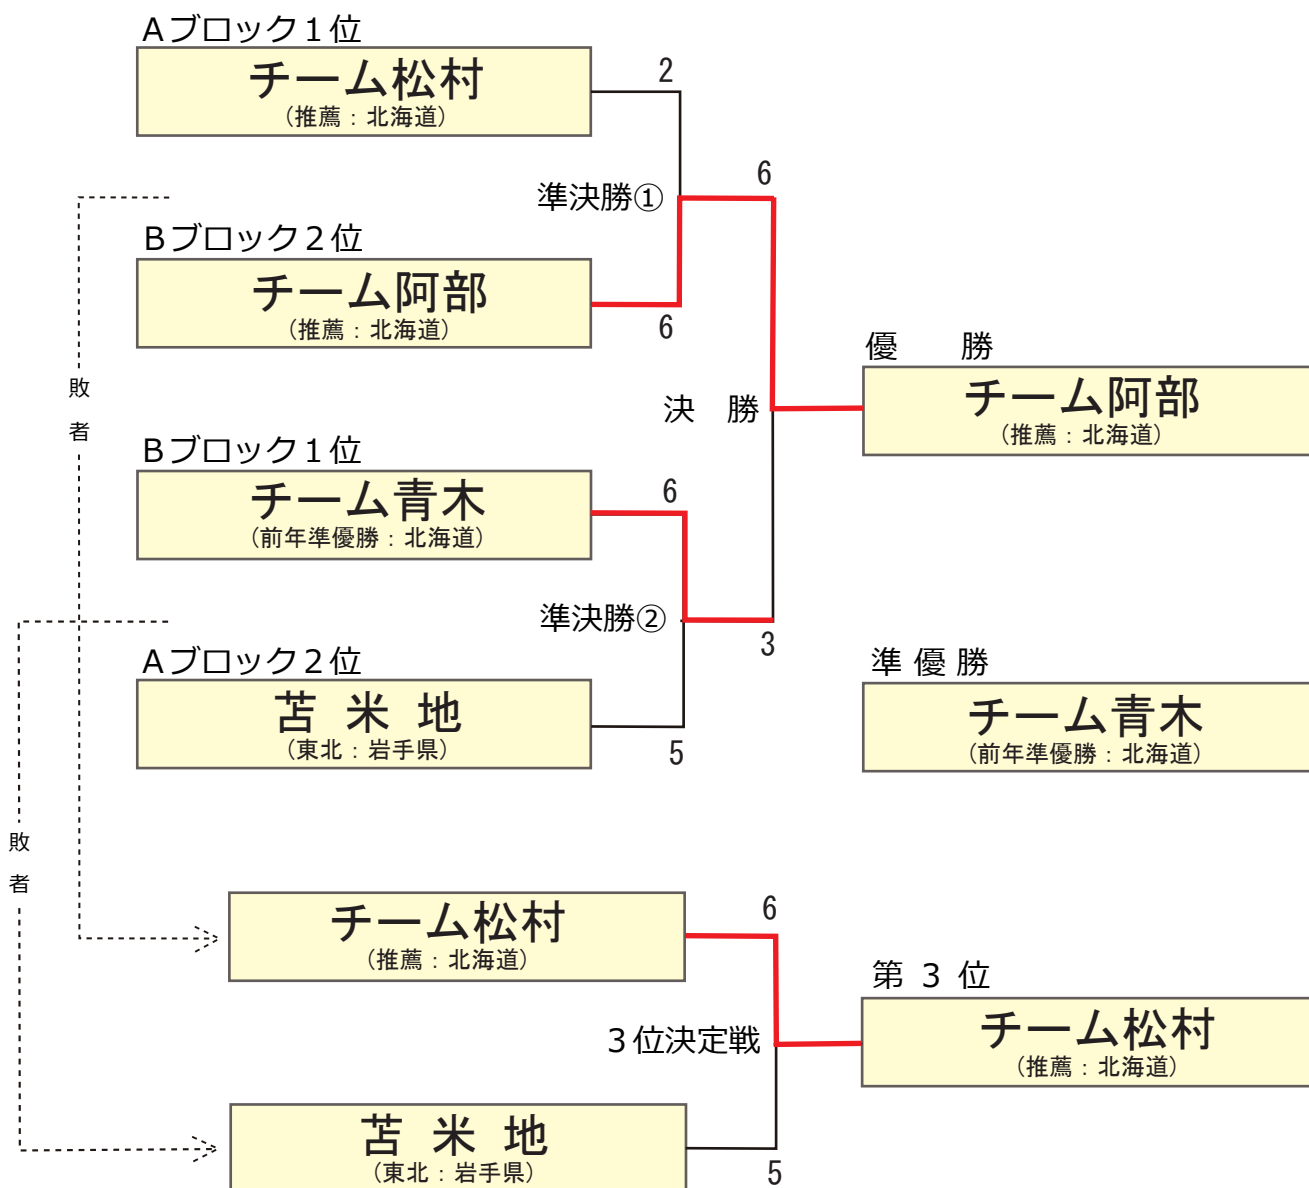 Aブロック1位
チーム松村
(推薦：北海道)
2
準決勝①
6
Bブロック2位
チーム阿部
(推薦：北海道)
6
優　勝
チーム阿部
(推薦：北海道)
敗
者
決　勝
Bブロック1位
チーム青木
(前年準優勝：北海道)
6
準決勝②
3
Aブロック2位
苫 米 地
(東北：岩手県)
5
準 優 勝
チーム青木
(前年準優勝：北海道)
敗
者
チーム松村
(推薦：北海道)
6
第 3 位
チーム松村
(推薦：北海道)
3位決定戦
苫 米 地
(東北：岩手県)
5